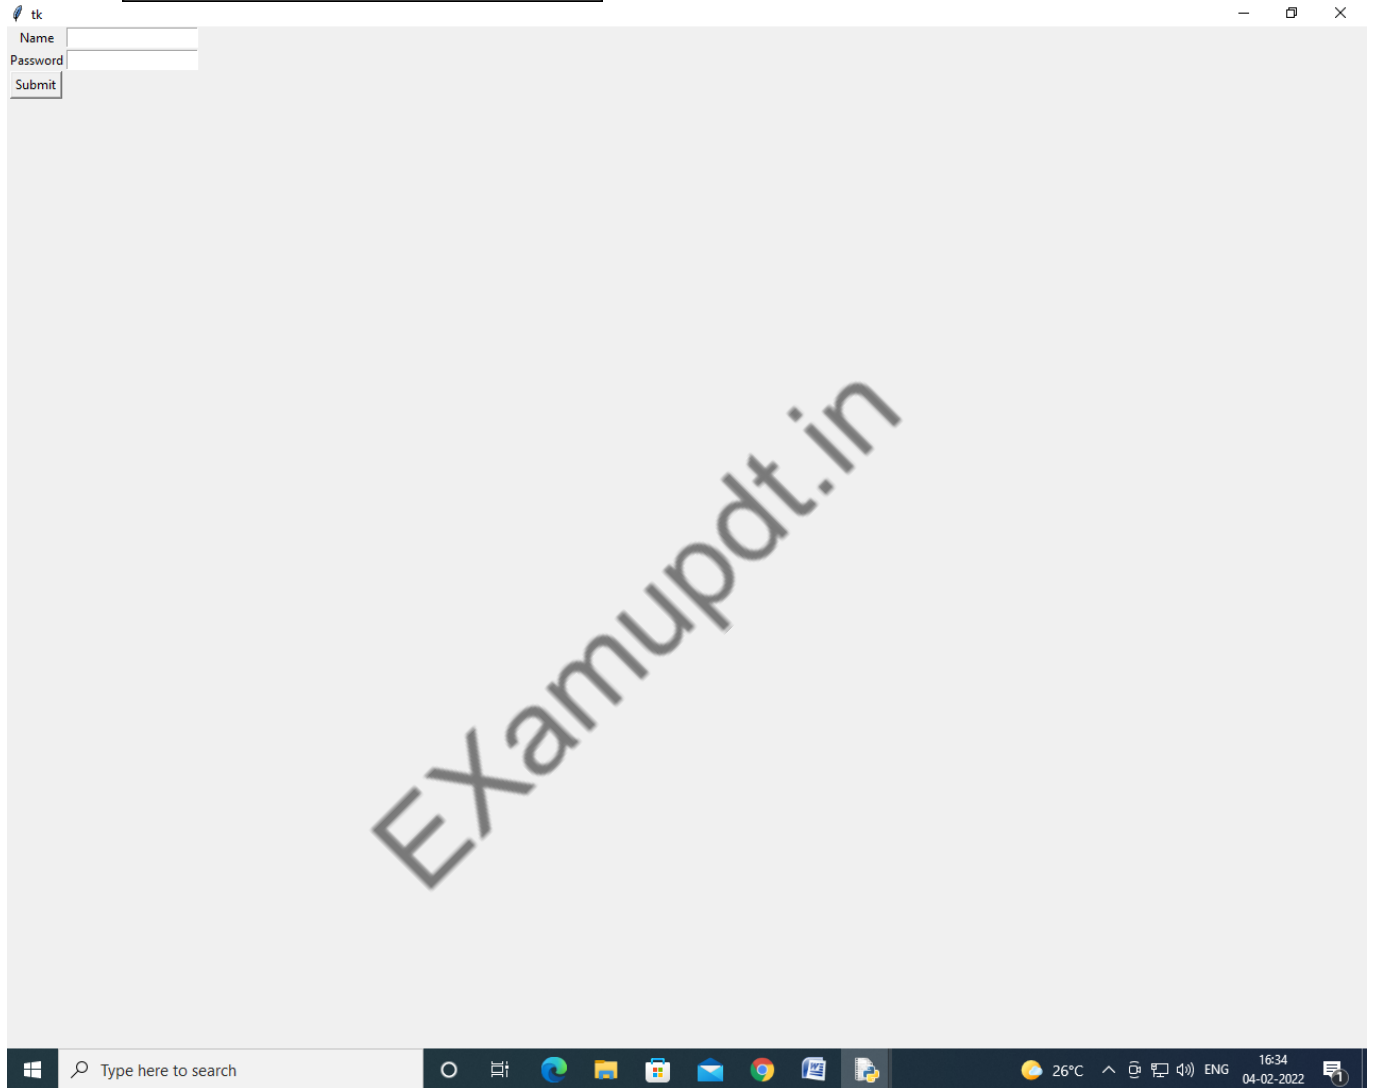 tk
Name
Password
Submit
EXamupdt.in
Type here to search
26°C
ENG
16:34
04-02-2022
1